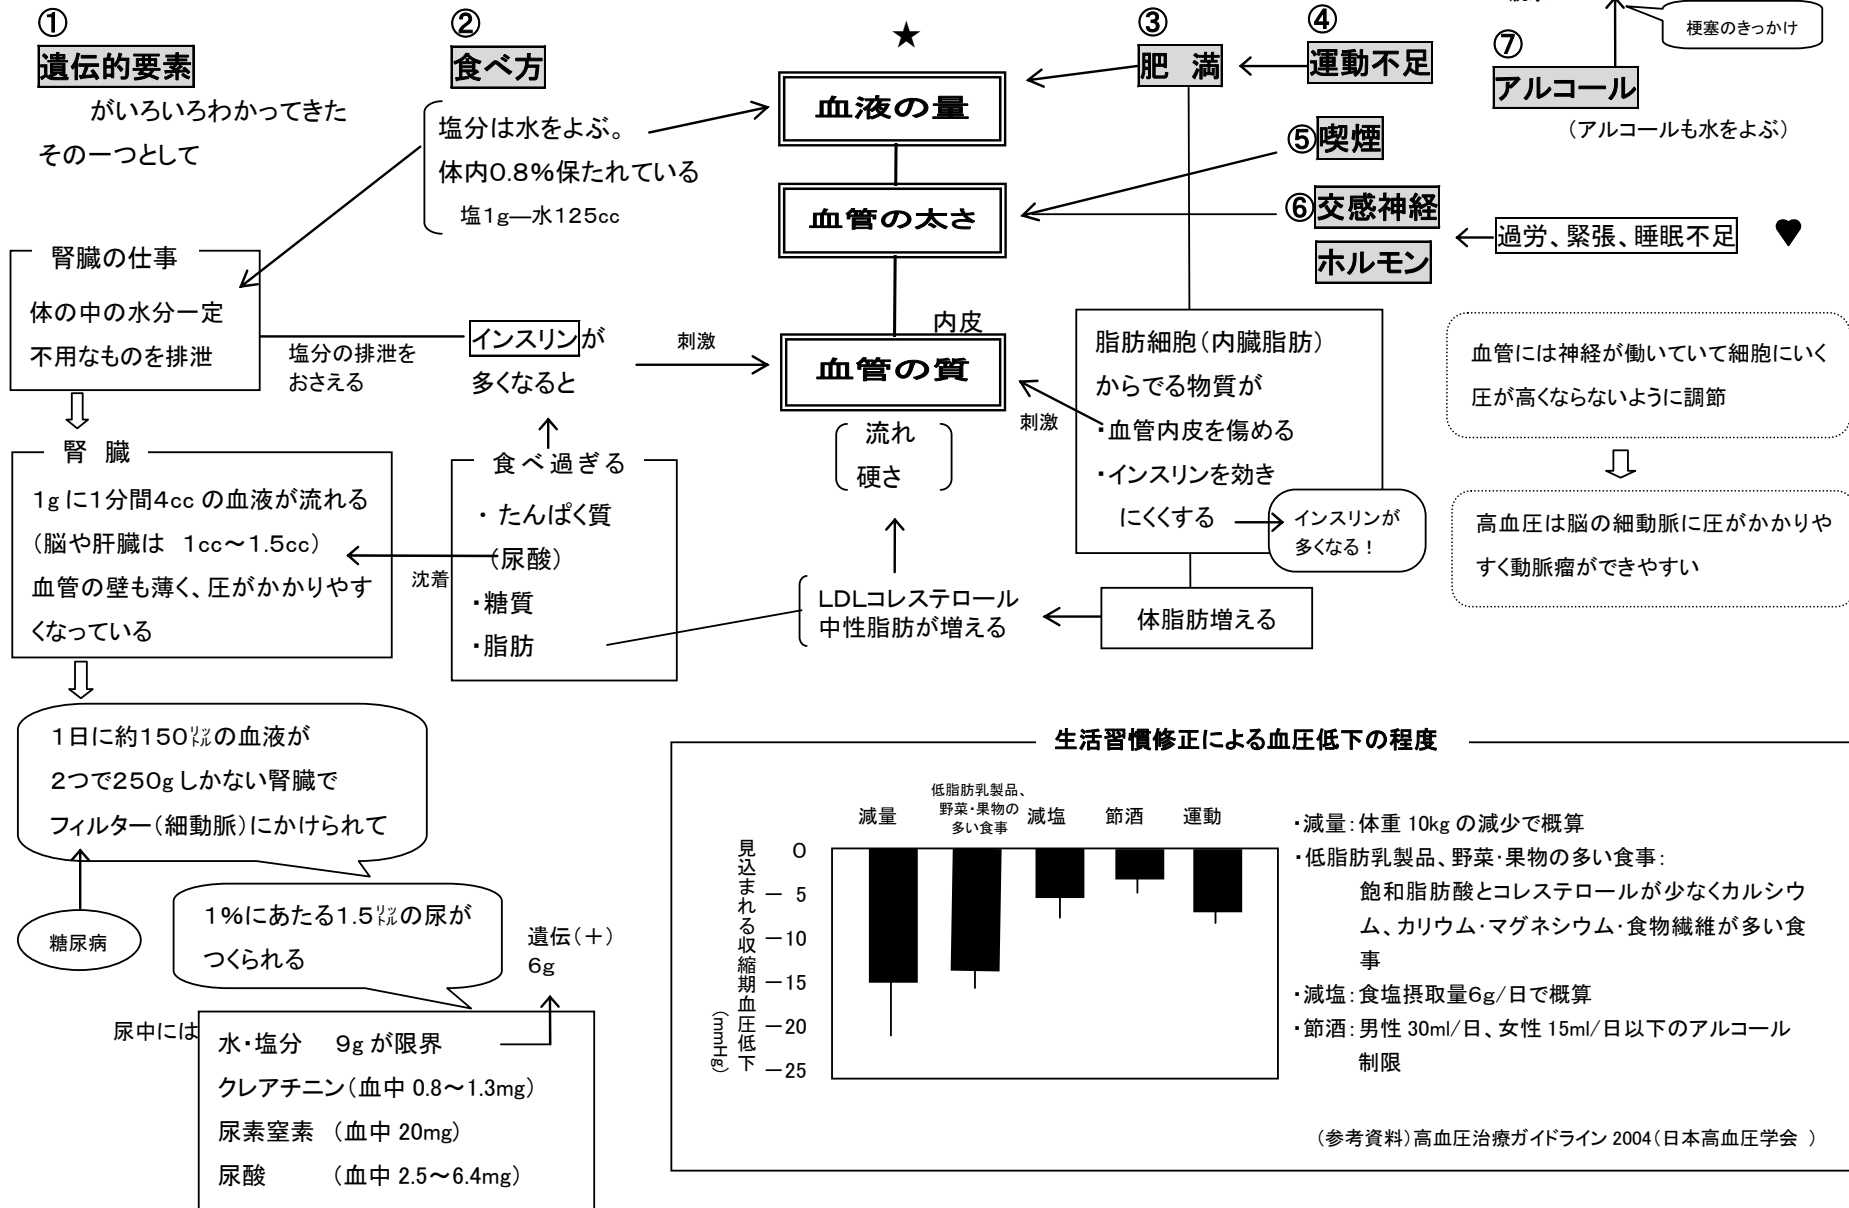 ①
遺伝的要素
がいろいろわかってきた
その一つとして
②
食べ方
塩分は水をよぶ。
体内0.8%保たれている
塩1g―水125cc
★
血液の量
血管の太さ
内皮
血管の質
流れ
硬さ
③
肥 満
④
運動不足
⑤喫煙
⑥交感神経
ホルモン
過労、緊張、睡眠不足
♥
梗塞のきっかけ
⑦
アルコール
(アルコールも水をよぶ)
腎臓の仕事
体の中の水分一定
不用なものを排泄
塩分の排泄を
おさえる
インスリンが
多くなると
刺激
腎 臓
1gに1分間4ccの血液が流れる
(脳や肝臓は 1cc～1.5cc)
血管の壁も薄く、圧がかかりやす
くなっている
沈着
食べ過ぎる
・たんぱく質
(尿酸)
・糖質
・脂肪
刺激
脂肪細胞(内臓脂肪)
からでる物質が
・血管内皮を傷める
・インスリンを効き
にくくする
インスリンが
多くなる!
体脂肪増える
LDLコレステロール
中性脂肪が増える
血管には神経が働いていて細胞にいく
圧が高くならないように調節
高血圧は脳の細動脈に圧がかかりや
すく動脈瘤ができやすい
1日に約150㍑の血液が
2つで250gしかない腎臓で
フィルター(細動脈)にかけられて
糖尿病
1%にあたる1.5㍑の尿が
つくられる
遺伝(+)
6g
尿中には
水・塩分 9gが限界
クレアチニン(血中0.8～1.3mg)
尿素窒素 (血中20mg)
尿酸 (血中2.5～6.4mg)
生活習慣修正による血圧低下の程度
減量
低脂肪乳製品、
野菜・果物の
多い食事
減塩
節酒
運動
見込まれる収縮期血圧低下
(mmHg)
0
－5
－10
－15
－20
－25
・減量:体重10kgの減少で概算
・低脂肪乳製品、野菜・果物の多い食事:
飽和脂肪酸とコレステロールが少なくカルシウ
ム、カリウム・マグネシウム・食物繊維が多い食
事
・減塩:食塩摂取量6g/日で概算
・節酒:男性30ml/日、女性15ml/日以下のアルコール
制限
(参考資料)高血圧治療ガイドライン2004(日本高血圧学会 )